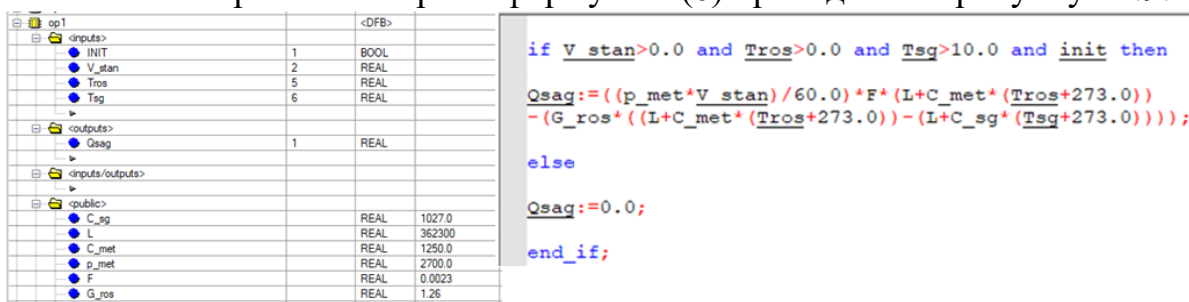 op1 <DFB>
<inputs>
INIT 1 BOOL
V_stan 2 REAL
Tros 5 REAL
Tsg 6 REAL
<outputs>
Qsag 1 REAL
<inputs/outputs>
<public>
C_sg REAL 1027.0
L REAL 362300
C_met REAL 1250.0
p_met REAL 2700.0
F REAL 0.0023
G_ros REAL 1.26
if V_stan>0.0 and Tros>0.0 and Tsg>10.0 and init then
Qsag:=((p_met*V_stan)/60.0)*F*(L+C_met*(Tros+273.0))
-(G_ros*((L+C_met*(Tros+273.0))-(L+C_sg*(Tsg+273.0))));
else
Qsag:=0.0;
end_if;